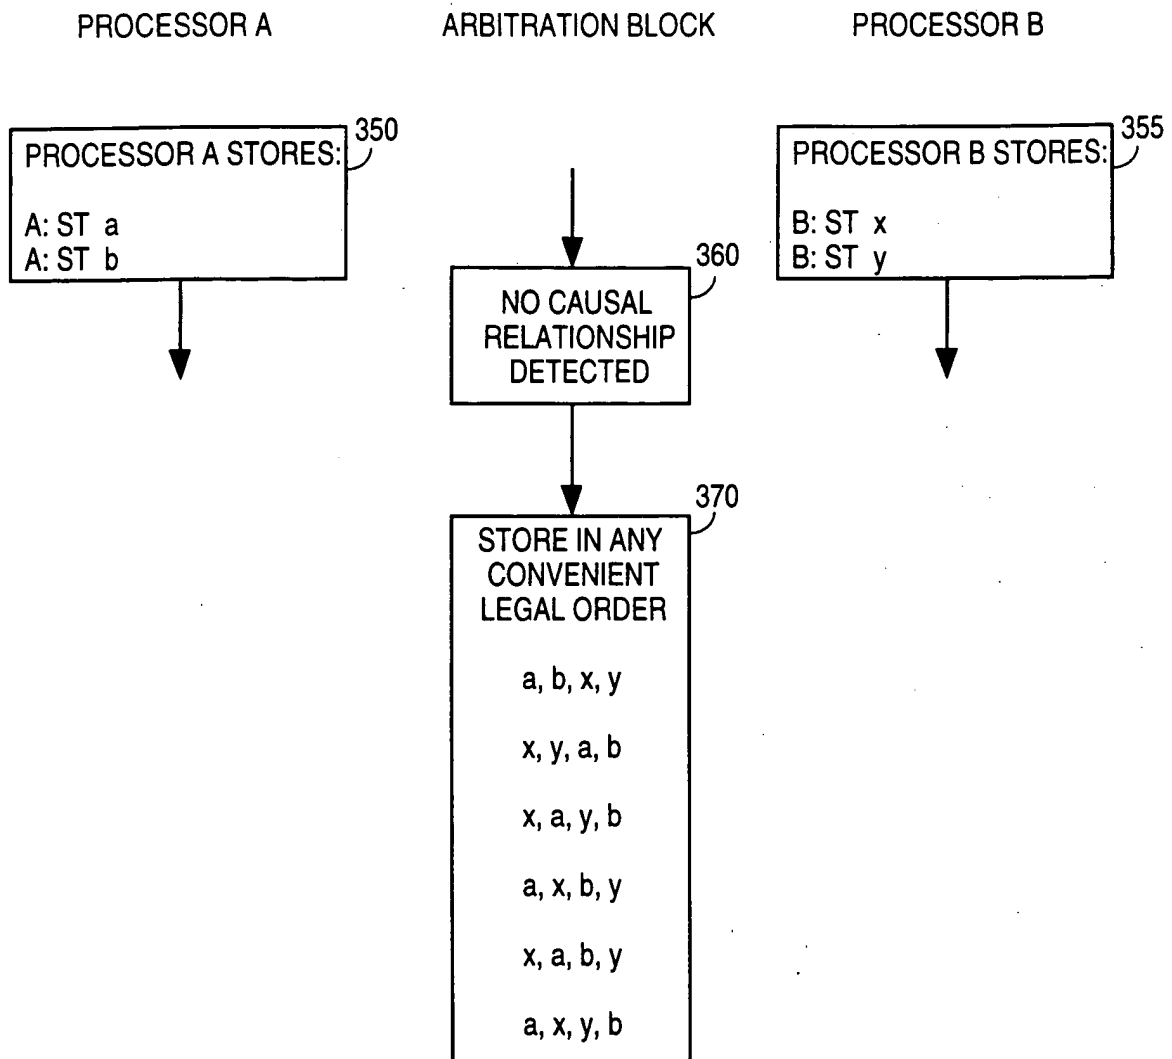 PROCESSOR A
ARBITRATION BLOCK
PROCESSOR B
350
PROCESSOR A STORES:
A: ST a
A: ST b
355
PROCESSOR B STORES:
B: ST x
B: ST y
360
NO CAUSAL
RELATIONSHIP
DETECTED
370
STORE IN ANY
CONVENIENT
LEGAL ORDER
a, b, x, y
x, y, a, b
x, a, y, b
a, x, b, y
x, a, b, y
a, x, y, b